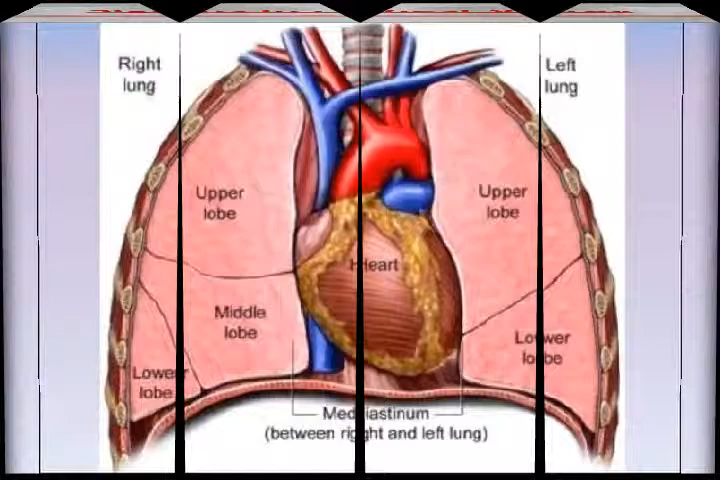 Right
lung
Left
lung
Upper
lobe
Upper
lobe
Heart
Middle
lobe
Lower
lobe
Lower
lobe
Mediastinum
(between right and left lung)